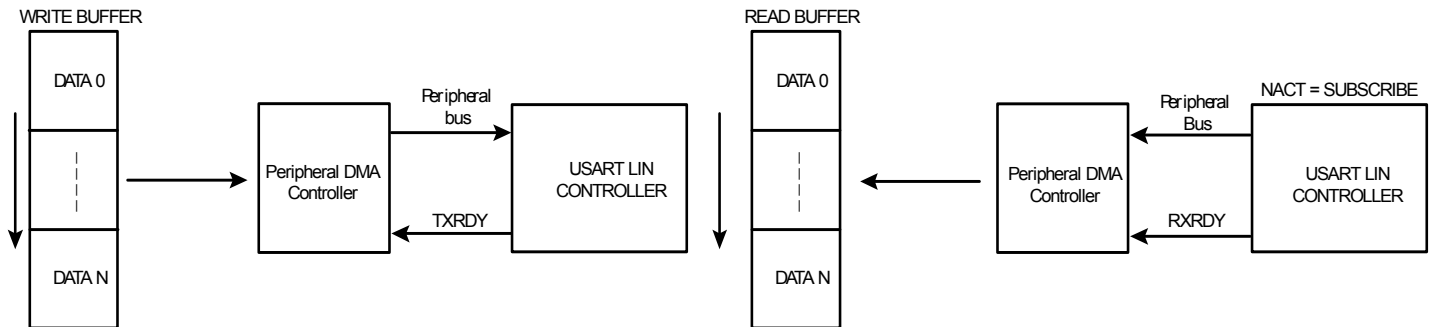 WRITE BUFFER
DATA 0
DATA N
Peripheral DMA
Controller
Peripheral
bus
TXRDY
USART LIN
CONTROLLER
READ BUFFER
DATA 0
DATA N
Peripheral DMA
Controller
Peripheral
Bus
RXRDY
NACT = SUBSCRIBE
USART LIN
CONTROLLER